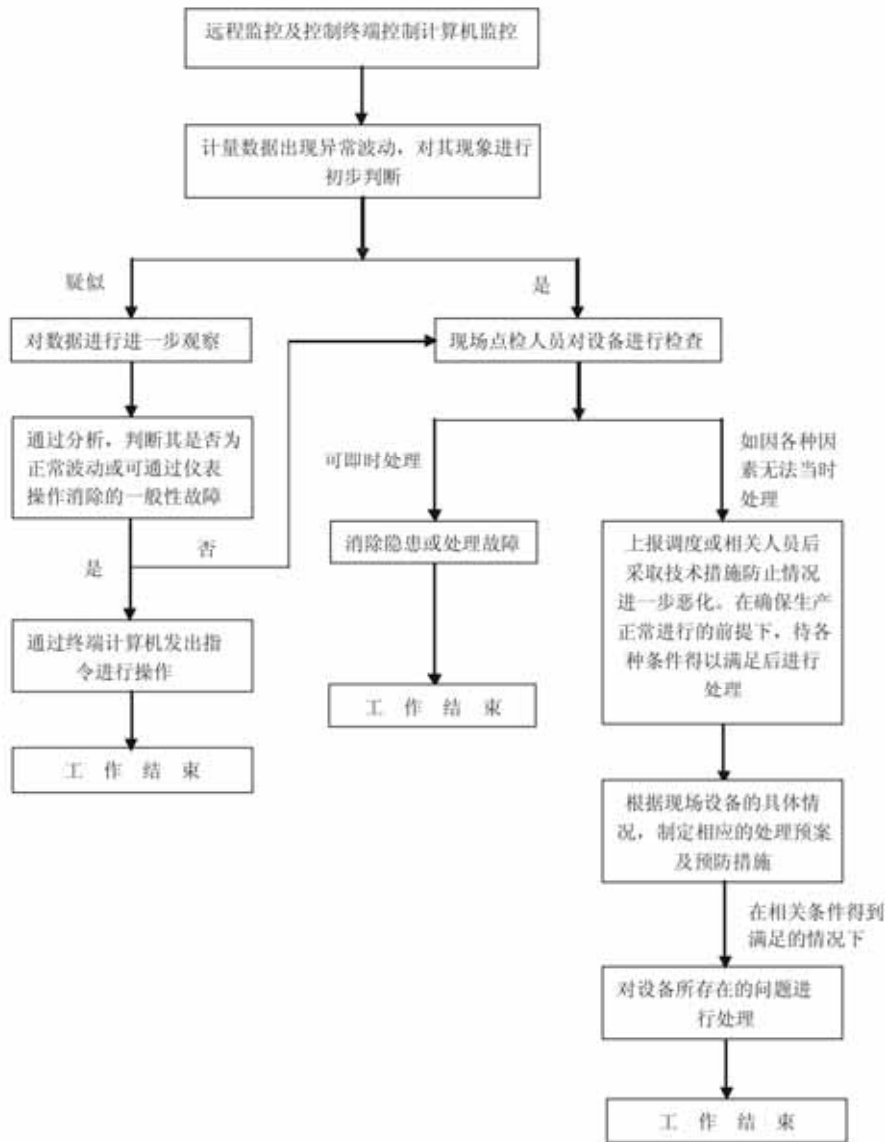 远程监控及控制终端控制计算机监控
计量数据出现异常波动，对其现象进行
初步判断
疑似
是
对数据进行进一步观察
现场点检人员对设备进行检查
通过分析，判断其是否为
正常波动或可通过仪表
操作消除的一般性故障
可即时处理
如因各种因
素无法当时
处理
否
是
消除隐患或处理故障
上报调度或相关人员后
采取技术措施防止情况
进一步恶化。在确保生产
正常进行的前提下，待各
种条件得以满足后进行
处理
通过终端计算机发出指
令进行操作
工 作 结 束
工 作 结 束
根据现场设备的具体情
况，制定相应的处理预案
及预防措施
在相关条件得到
满足的情况下
对设备所存在的问题进
行处理
工 作 结 束